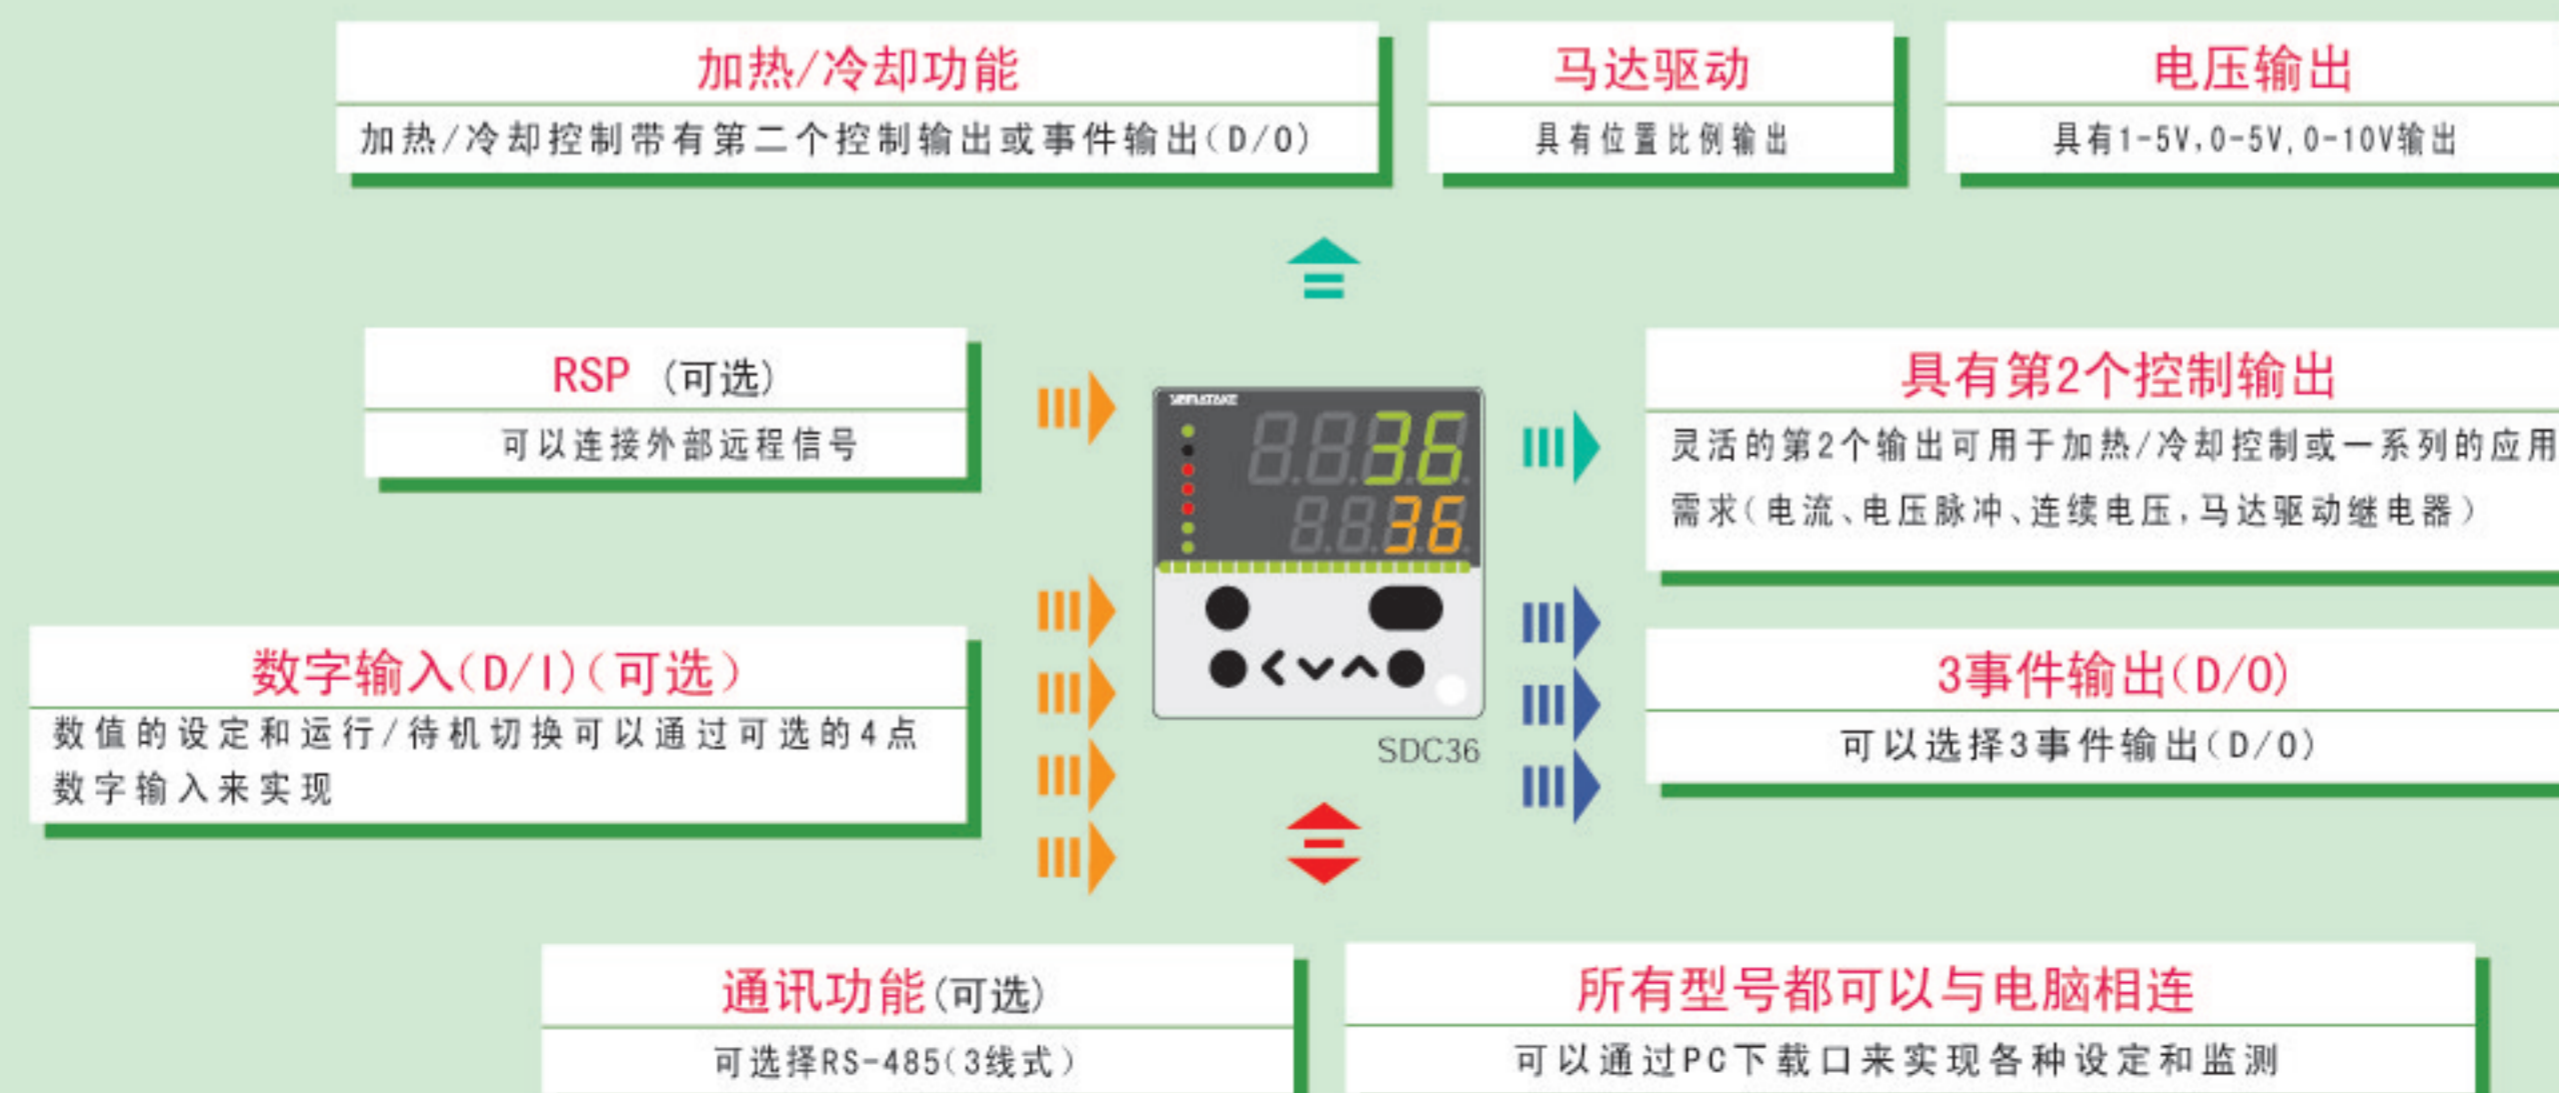 加热/冷却功能
加热/冷却控制带有第二个控制输出或事件输出(D/O)
马达驱动
具有位置比例输出
电压输出
具有1-5V,0-5V,0-10V输出
RSP (可选)
可以连接外部远程信号
YAMATAKE
8.8.36
8.8.36
SDC36
具有第2个控制输出
灵活的第2个输出可用于加热/冷却控制或一系列的应用
需求(电流、电压脉冲、连续电压,马达驱动继电器)
数字输入(D/I)(可选)
数值的设定和运行/待机切换可以通过可选的4点
数字输入来实现
3事件输出(D/O)
可以选择3事件输出(D/O)
通讯功能(可选)
可选择RS-485(3线式)
所有型号都可以与电脑相连
可以通过PC下载口来实现各种设定和监测